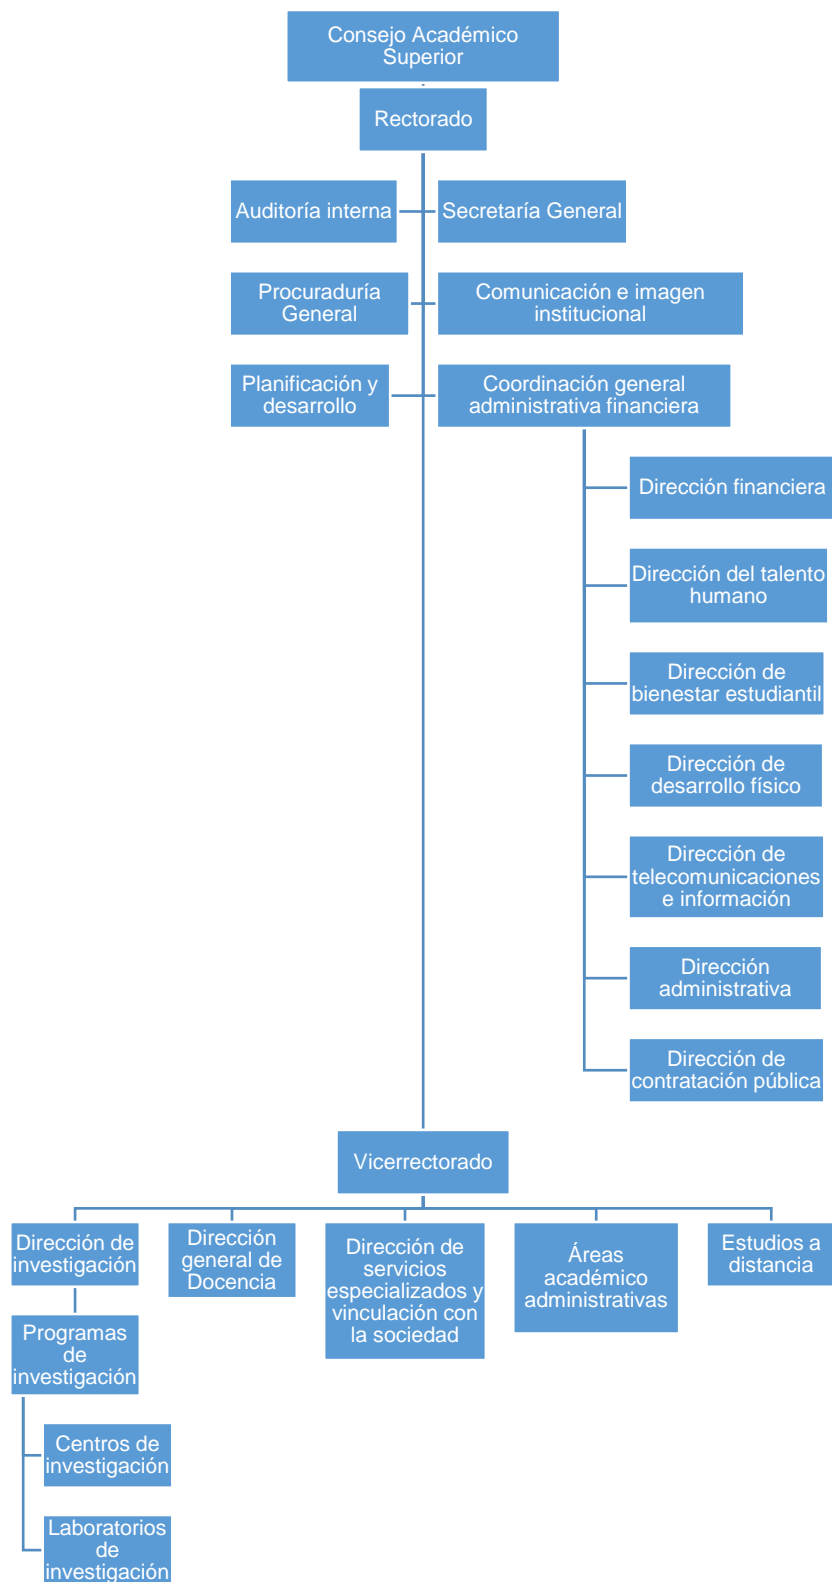 Consejo Académico
Superior
Rectorado
Auditoría interna
Secretaría General
Procuraduría
General
Comunicación e imagen
institucional
Planificación y
desarrollo
Coordinación general
administrativa financiera
Dirección financiera
Dirección del talento
humano
Dirección de
bienestar estudiantil
Dirección de
desarrollo físico
Dirección de
telecomunicaciones
e información
Dirección
administrativa
Dirección de
contratación pública
Vicerrectorado
Dirección de
investigación
Dirección
general de
Docencia
Dirección de
servicios
especializados y
vinculación con
la sociedad
Áreas
académico
administrativas
Estudios a
distancia
Programas
de
investigación
Centros de
investigación
Laboratorios
de
investigación